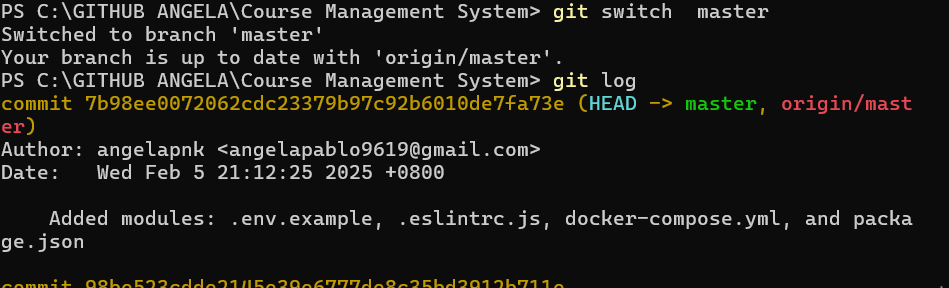 PS C:\GITHUB ANGELA\Course Management System> git switch  master
Switched to branch 'master'
Your branch is up to date with 'origin/master'.
PS C:\GITHUB ANGELA\Course Management System> git log
commit 7b98ee0072062cdc23379b97c92b6010de7fa73e (HEAD -> master, origin/mast
er)
Author: angelapnk <angelapablo9619@gmail.com>
Date:   Wed Feb 5 21:12:25 2025 +0800
    Added modules: .env.example, .eslintrc.js, docker-compose.yml, and packa
ge.json
commit